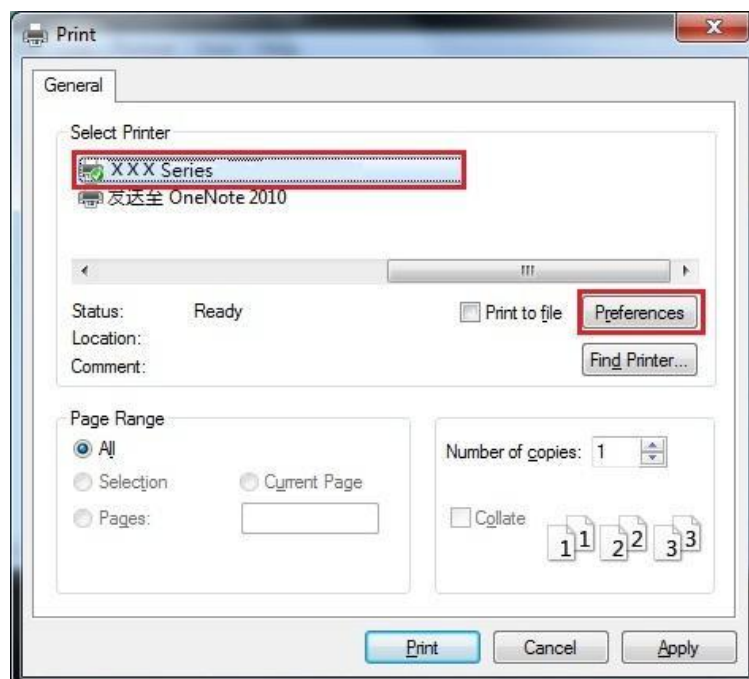 Print
General
Select Printer
XXX Series
发送至 OneNote 2010
Status: Ready
Print to file
Preferences
Location:
Comment:
Find Printer...
Page Range
All
Selection
Current Page
Pages:
Number of copies: 1
Collate
1 1 2 2 3 3
Print
Cancel
Apply